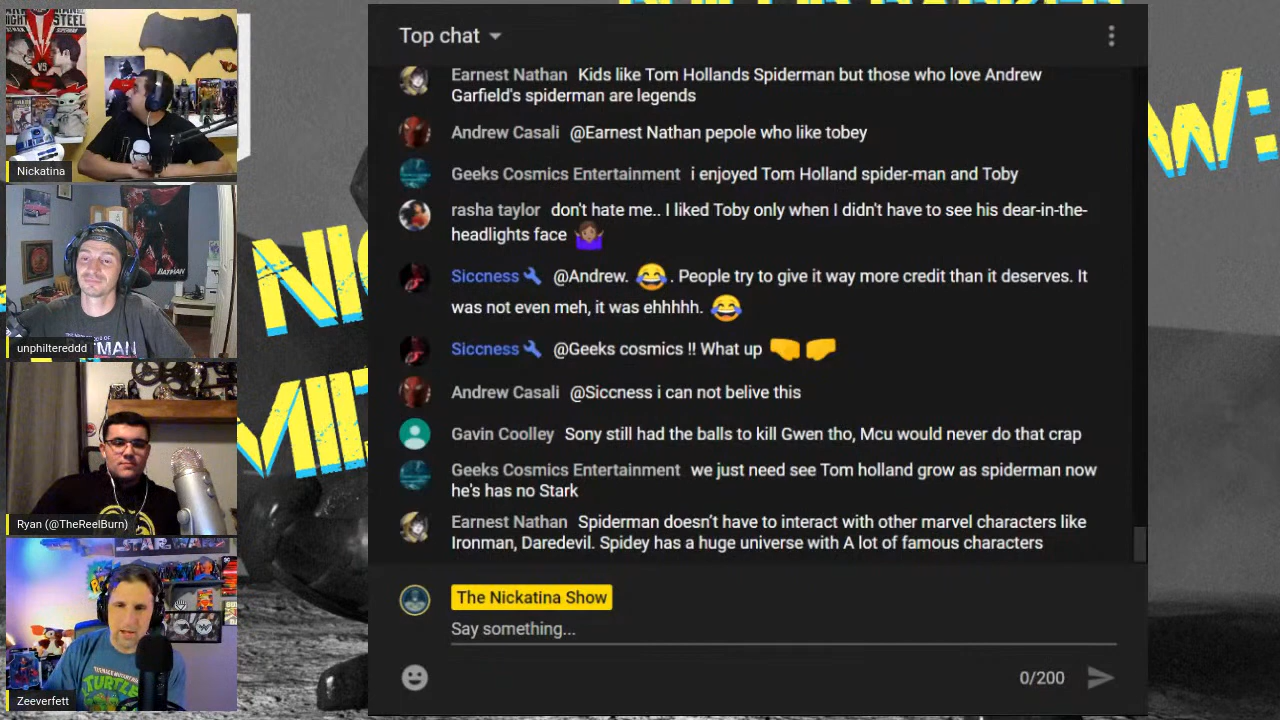 Top chat
Earnest Nathan Kids like Tom Hollands Spiderman but those who love Andrew
Garfield's spiderman are legends
Andrew Casali @Earnest Nathan pepole who like tobey
Geeks Cosmics Entertainment i enjoyed Tom Holland spider-man and Toby
rasha taylor don't hate me.. I liked Toby only when I didn't have to see his dear-in-the-
headlights face 🤷🏽‍♀️
Siccness @Andrew. 😂. People try to give it way more credit than it deserves. It
was not even meh, it was ehhhhh. 😂
Siccness @Geeks cosmics !! What up 🤜🤛
Andrew Casali @Siccness i can not belive this
Gavin Coolley Sony still had the balls to kill Gwen tho, Mcu would never do that crap
Geeks Cosmics Entertainment we just need see Tom holland grow as spiderman now
he's has no Stark
Earnest Nathan Spiderman doesn't have to interact with other marvel characters like
Ironman, Daredevil. Spidey has a huge universe with A lot of famous characters
The Nickatina Show
Say something...
0/200
STEEL
VS
Nickatina
BATMAN
unphiltereddd
Ryan (@TheReelBurn)
TURTLE
Zeeverfett
NI
MI
W: